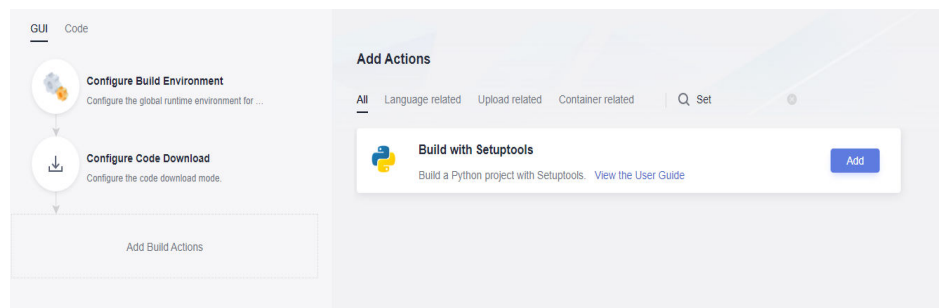 GUI Code
Configure Build Environment
Configure the global runtime environment for ...
Configure Code Download
Configure the code download mode.
Add Build Actions
Add Actions
All Language related Upload related Container related Set
Build with Setuptools
Build a Python project with Setuptools. View the User Guide
Add